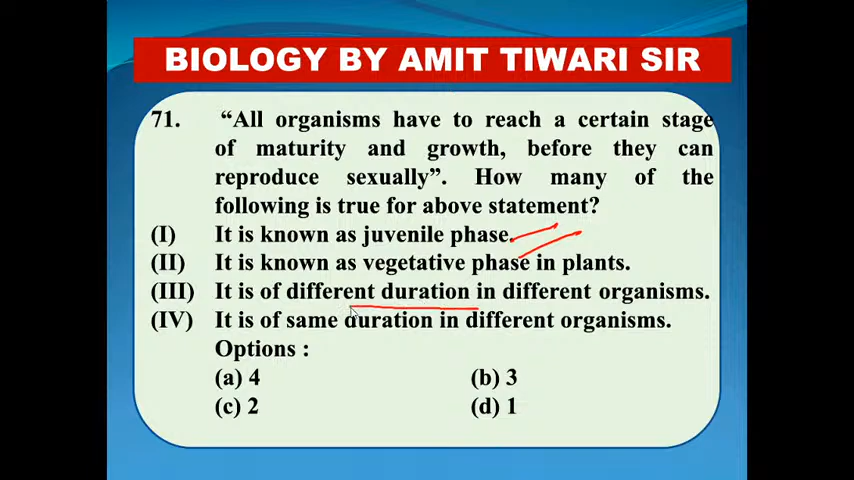 BIOLOGY BY AMIT TIWARI SIR
71. “All organisms have to reach a certain stage
of maturity and growth, before they can
reproduce sexually”. How many of the
following is true for above statement?
(I) It is known as juvenile phase.
(II) It is known as vegetative phase in plants.
(III) It is of different duration in different organisms.
(IV) It is of same duration in different organisms.
Options :
(a) 4 (b) 3
(c) 2 (d) 1